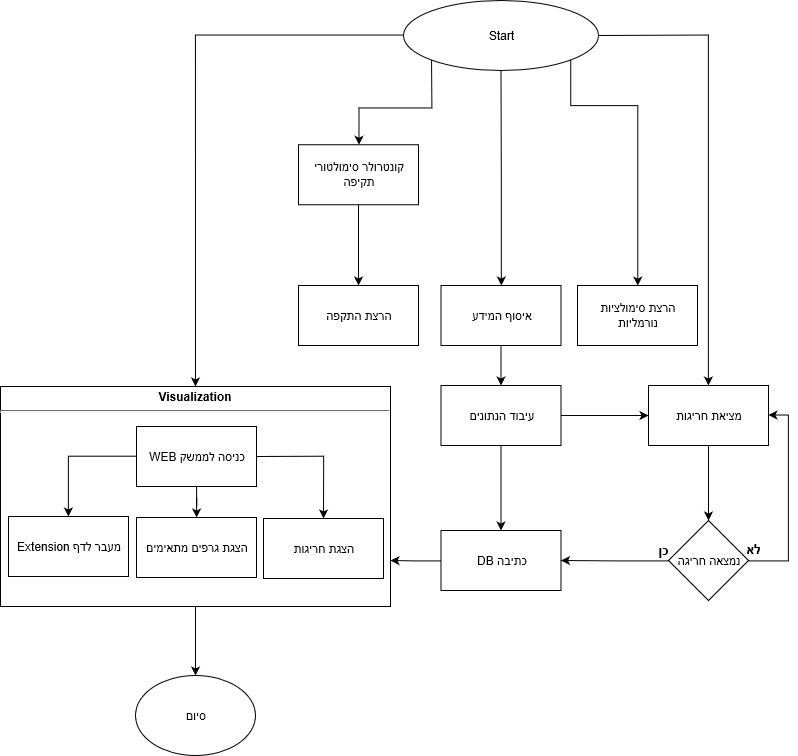 Start
קונטרולר סימולטורי
תקיפה
הרצת התקפה
איסוף המידע
הרצת סימולציות
נורמליות
Visualization
עיבוד הנתונים
מציאת חריגות
כניסה לממשק WEB
מעבר לדף Extension
הצגת גרפים מתאימים
הצגת חריגות
כתיבה DB
כן
נמצאה חריגה
לא
סיום